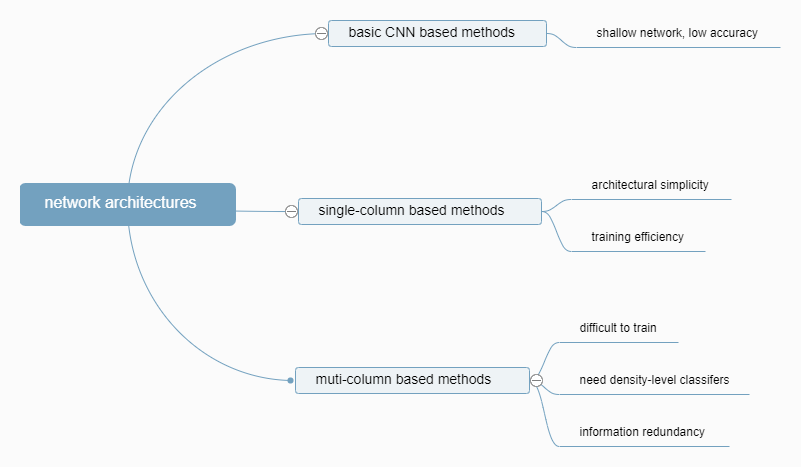 basic CNN based methods
shallow network, low accuracy
network architectures
single-column based methods
architectural simplicity
training efficiency
muti-column based methods
difficult to train
need density-level classifers
information redundancy